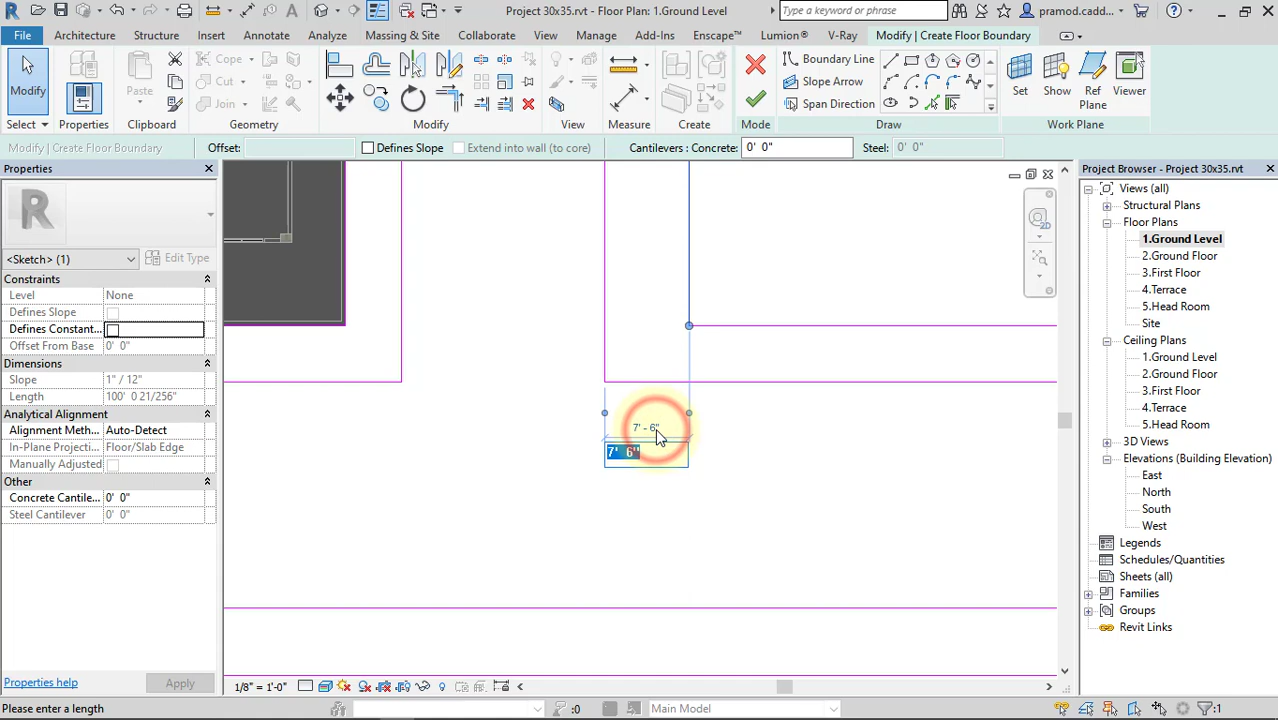 Project 30x35.rvt - Floor Plan: 1.Ground Level
Type a keyword or phrase
pramod.cadd...
File Architecture Structure Insert Annotate Analyze Massing & Site Collaborate View Manage Add-Ins Enscape™ Lumion® V-Ray Modify | Create Floor Boundary
Modify
Select
Properties
Paste
Clipboard
Cope
Cut
Join
Geometry
Modify
View
Measure
Create
Mode
Boundary Line
Slope Arrow
Span Direction
Draw
Set
Show
Ref
Plane
Viewer
Work Plane
Modify | Create Floor Boundary
Offset:
Defines Slope
Extend into wall (to core)
Cantilevers : Concrete:
0' 0"
Steel:
0' 0"
Properties
<Sketch> (1)
Edit Type
Constraints
Level None
Defines Slope
Defines Constant...
Offset From Base 0' 0"
Dimensions
Slope 1" / 12"
Length 100' 0 21/256"
Analytical Alignment
Alignment Meth... Auto-Detect
In-Plane Projecti... Floor/Slab Edge
Manually Adjusted
Other
Concrete Cantile... 0' 0"
Steel Cantilever 0' 0"
Properties help
Apply
2D
7' - 6"
7' 6"
Project Browser - Project 30x35.rvt
Views (all)
Structural Plans
Floor Plans
1.Ground Level
2.Ground Floor
3.First Floor
4.Terrace
5.Head Room
Site
Ceiling Plans
1.Ground Level
2.Ground Floor
3.First Floor
4.Terrace
5.Head Room
3D Views
Elevations (Building Elevation)
East
North
South
West
Legends
Schedules/Quantities
Sheets (all)
Families
Groups
Revit Links
1/8" = 1'-0"
Please enter a length
:0
Main Model
:1